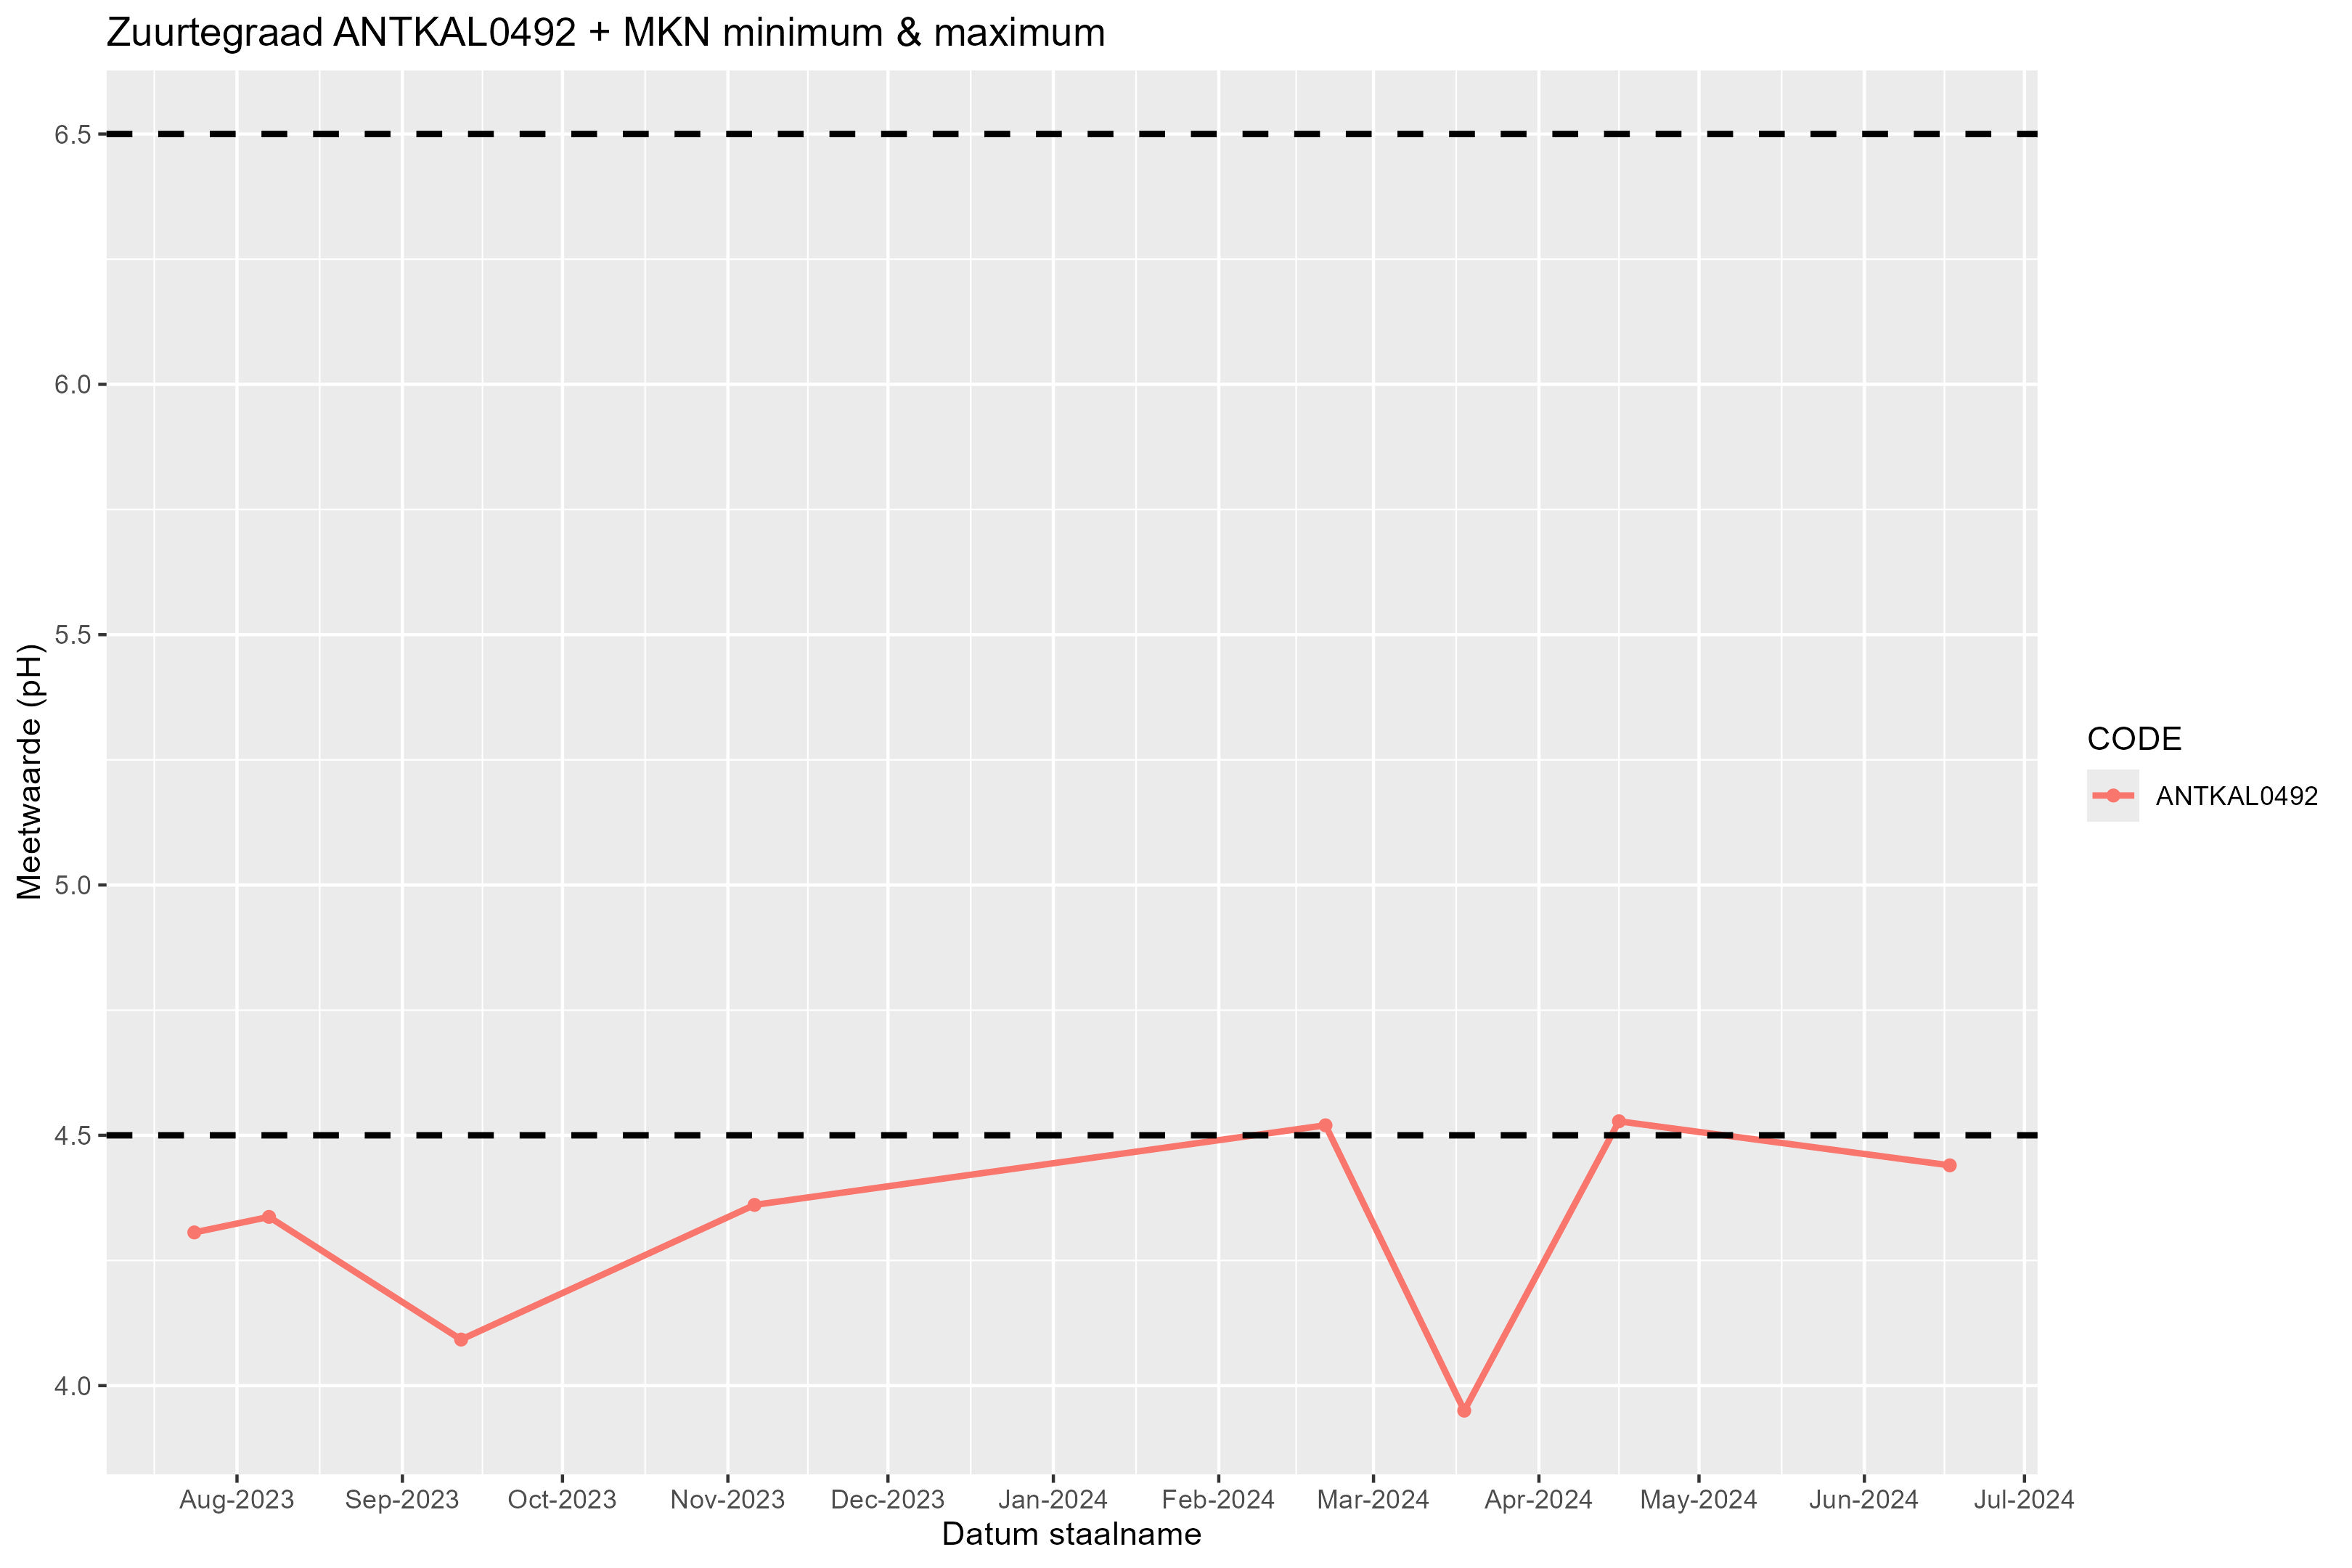 Zuurtegraad ANTKAL0492 + MKN minimum & maximum
Meetwaarde (pH)
6.5
6.0
5.5
5.0
4.5
4.0
Aug-2023 Sep-2023 Oct-2023 Nov-2023 Dec-2023 Jan-2024 Feb-2024 Mar-2024 Apr-2024 May-2024 Jun-2024 Jul-2024
Datum staalname
CODE
ANTKAL0492